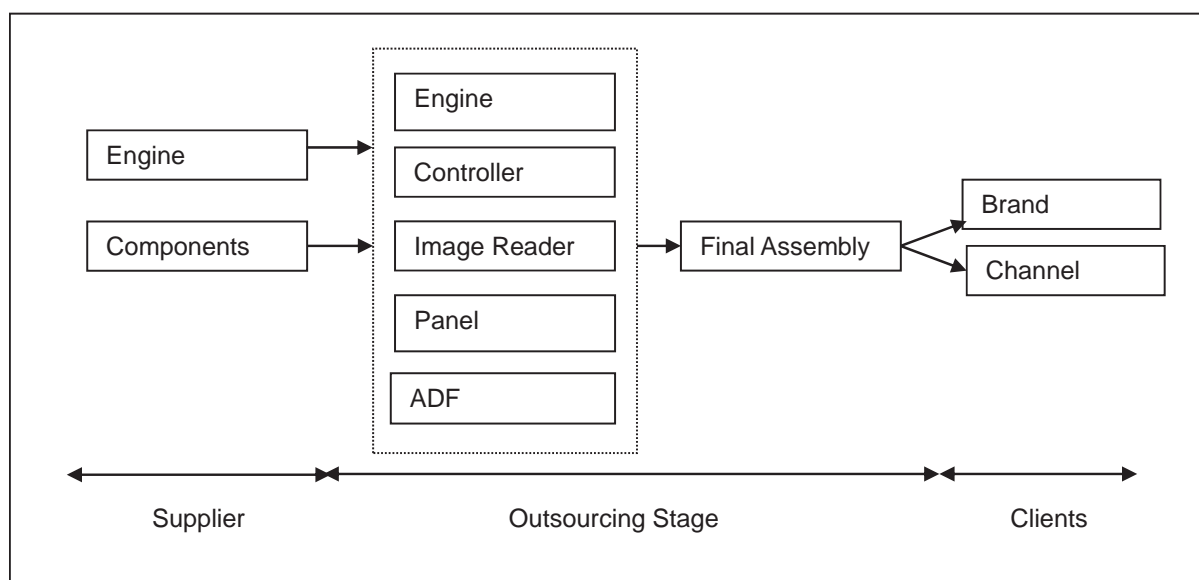 Engine
Components
Engine
Controller
Image Reader
Panel
ADF
Final Assembly
Brand
Channel
Supplier
Outsourcing Stage
Clients